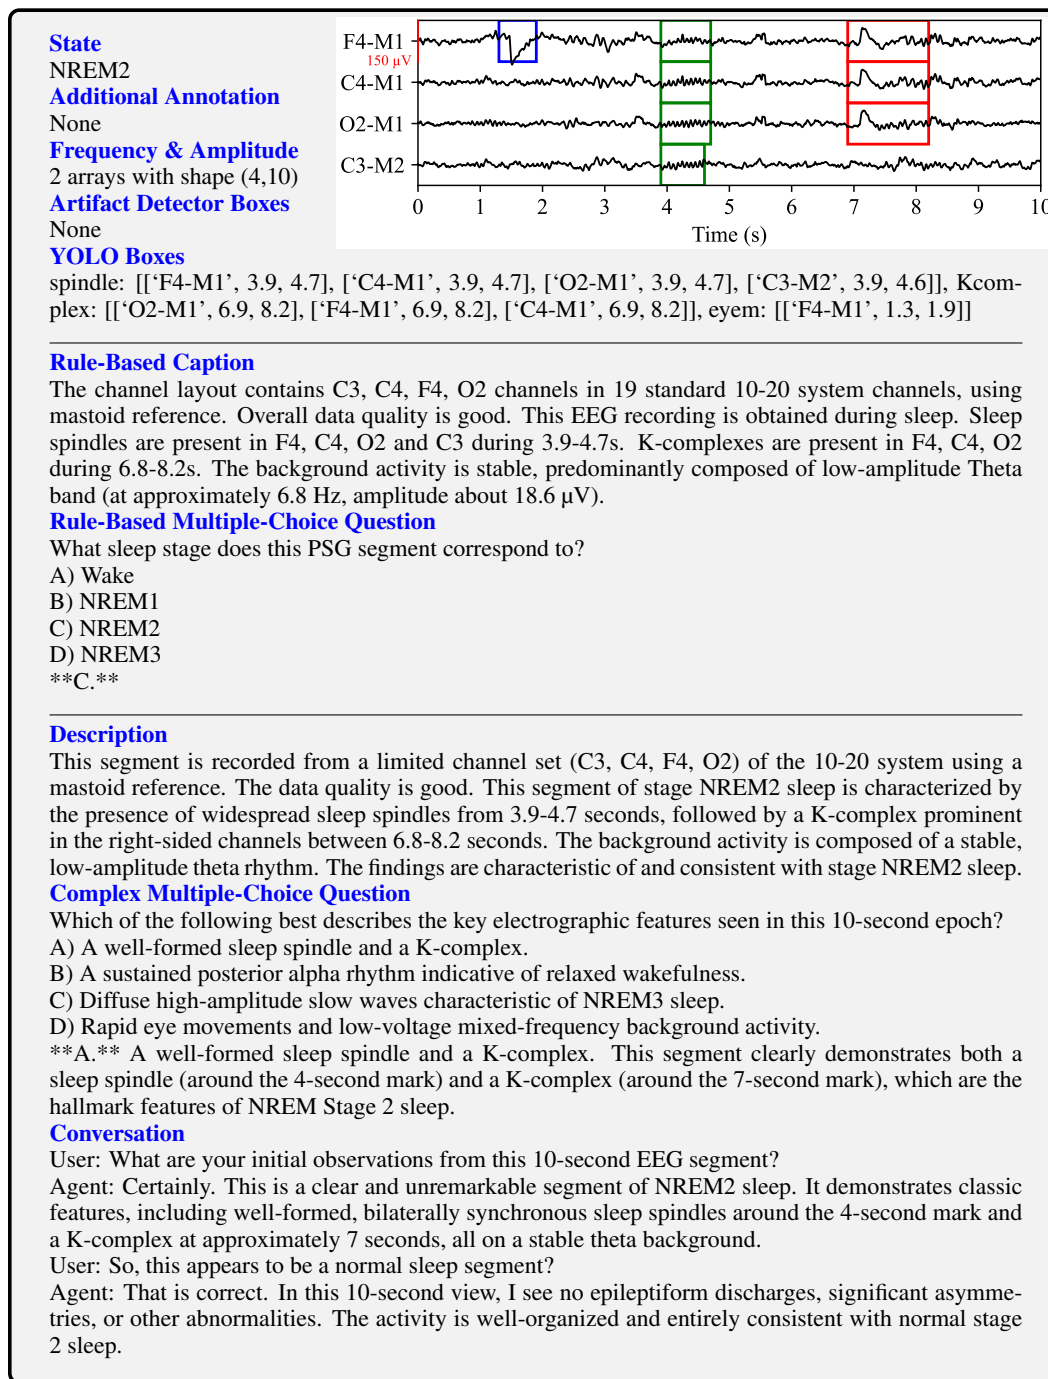 State
NREM2
Additional Annotation
None
Frequency & Amplitude
2 arrays with shape (4,10)
Artifact Detector Boxes
None
YOLO Boxes
F4-M1
150 μV
C4-M1
O2-M1
C3-M2
0 1 2 3 4 5 6 7 8 9 10
Time (s)
spindle: [[‘F4-M1’, 3.9, 4.7], [‘C4-M1’, 3.9, 4.7], [‘O2-M1’, 3.9, 4.7], [‘C3-M2’, 3.9, 4.6]], Kcom-
plex: [[‘O2-M1’, 6.9, 8.2], [‘F4-M1’, 6.9, 8.2], [‘C4-M1’, 6.9, 8.2]], eyem: [[‘F4-M1’, 1.3, 1.9]]
Rule-Based Caption
The channel layout contains C3, C4, F4, O2 channels in 19 standard 10-20 system channels, using
mastoid reference. Overall data quality is good. This EEG recording is obtained during sleep. Sleep
spindles are present in F4, C4, O2 and C3 during 3.9-4.7s. K-complexes are present in F4, C4, O2
during 6.8-8.2s. The background activity is stable, predominantly composed of low-amplitude Theta
band (at approximately 6.8 Hz, amplitude about 18.6 μV).
Rule-Based Multiple-Choice Question
What sleep stage does this PSG segment correspond to?
A) Wake
B) NREM1
C) NREM2
D) NREM3
**C.**
Description
This segment is recorded from a limited channel set (C3, C4, F4, O2) of the 10-20 system using a
mastoid reference. The data quality is good. This segment of stage NREM2 sleep is characterized by
the presence of widespread sleep spindles from 3.9-4.7 seconds, followed by a K-complex prominent
in the right-sided channels between 6.8-8.2 seconds. The background activity is composed of a stable,
low-amplitude theta rhythm. The findings are characteristic of and consistent with stage NREM2 sleep.
Complex Multiple-Choice Question
Which of the following best describes the key electrographic features seen in this 10-second epoch?
A) A well-formed sleep spindle and a K-complex.
B) A sustained posterior alpha rhythm indicative of relaxed wakefulness.
C) Diffuse high-amplitude slow waves characteristic of NREM3 sleep.
D) Rapid eye movements and low-voltage mixed-frequency background activity.
**A.** A well-formed sleep spindle and a K-complex. This segment clearly demonstrates both a
sleep spindle (around the 4-second mark) and a K-complex (around the 7-second mark), which are the
hallmark features of NREM Stage 2 sleep.
Conversation
User: What are your initial observations from this 10-second EEG segment?
Agent: Certainly. This is a clear and unremarkable segment of NREM2 sleep. It demonstrates classic
features, including well-formed, bilaterally synchronous sleep spindles around the 4-second mark and
a K-complex at approximately 7 seconds, all on a stable theta background.
User: So, this appears to be a normal sleep segment?
Agent: That is correct. In this 10-second view, I see no epileptiform discharges, significant asymme-
tries, or other abnormalities. The activity is well-organized and entirely consistent with normal stage
2 sleep.